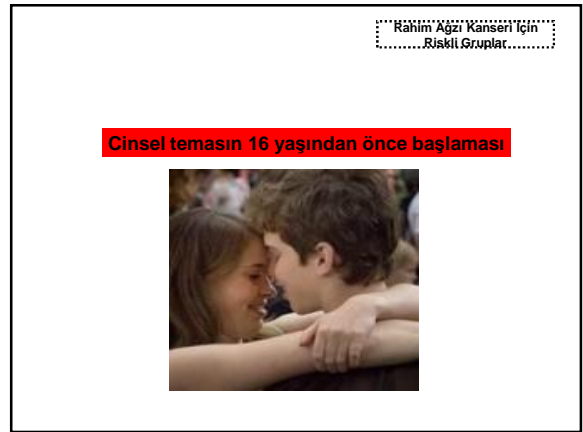 Rahim Ağzı Kanseri İçin
Riskli Gruplar
Cinsel temasın 16 yaşından önce başlaması